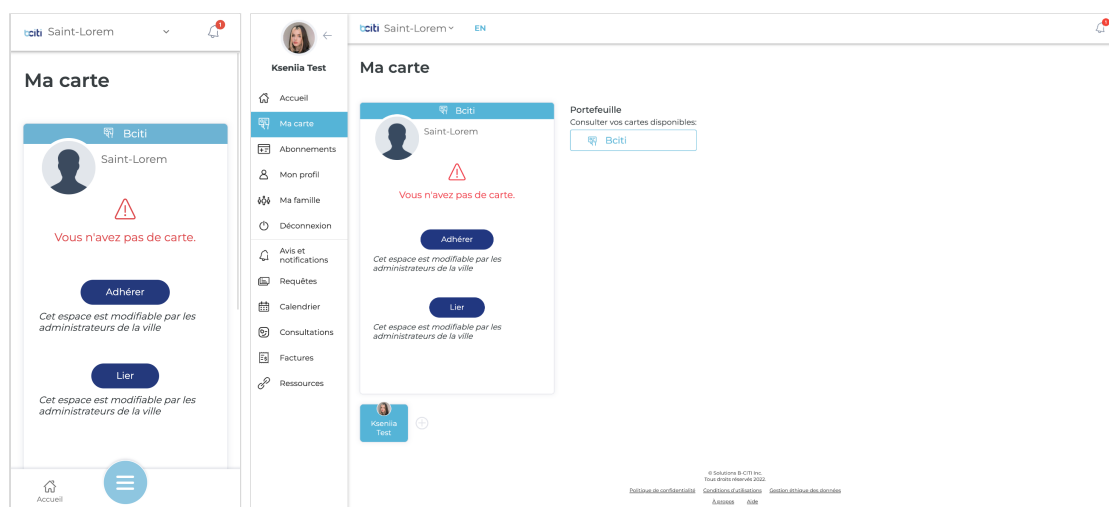 bciti Saint-Lorem
1
Ma carte
Bciti
Saint-Lorem
Vous n'avez pas de carte.
Adhérer
Cet espace est modifiable par les
administrateurs de la ville
Lier
Cet espace est modifiable par les
administrateurs de la ville
Accueil
Kseniia Test
Accueil
Ma carte
Abonnements
Mon profil
Ma famille
Déconnexion
Avis et
notifications
Requêtes
Calendrier
Consultations
Factures
Ressources
bciti Saint-Lorem EN
1
Ma carte
Bciti
Saint-Lorem
Vous n'avez pas de carte.
Adhérer
Cet espace est modifiable par les
administrateurs de la ville
Lier
Cet espace est modifiable par les
administrateurs de la ville
Portefeuille
Consulter vos cartes disponibles:
Bciti
Kseniia
Test
© Solutions B-CITI Inc.
Tous droits réservés 2022.
Politique de confidentialité Conditions d'utilisations Gestion éthique des données
À propos Aide